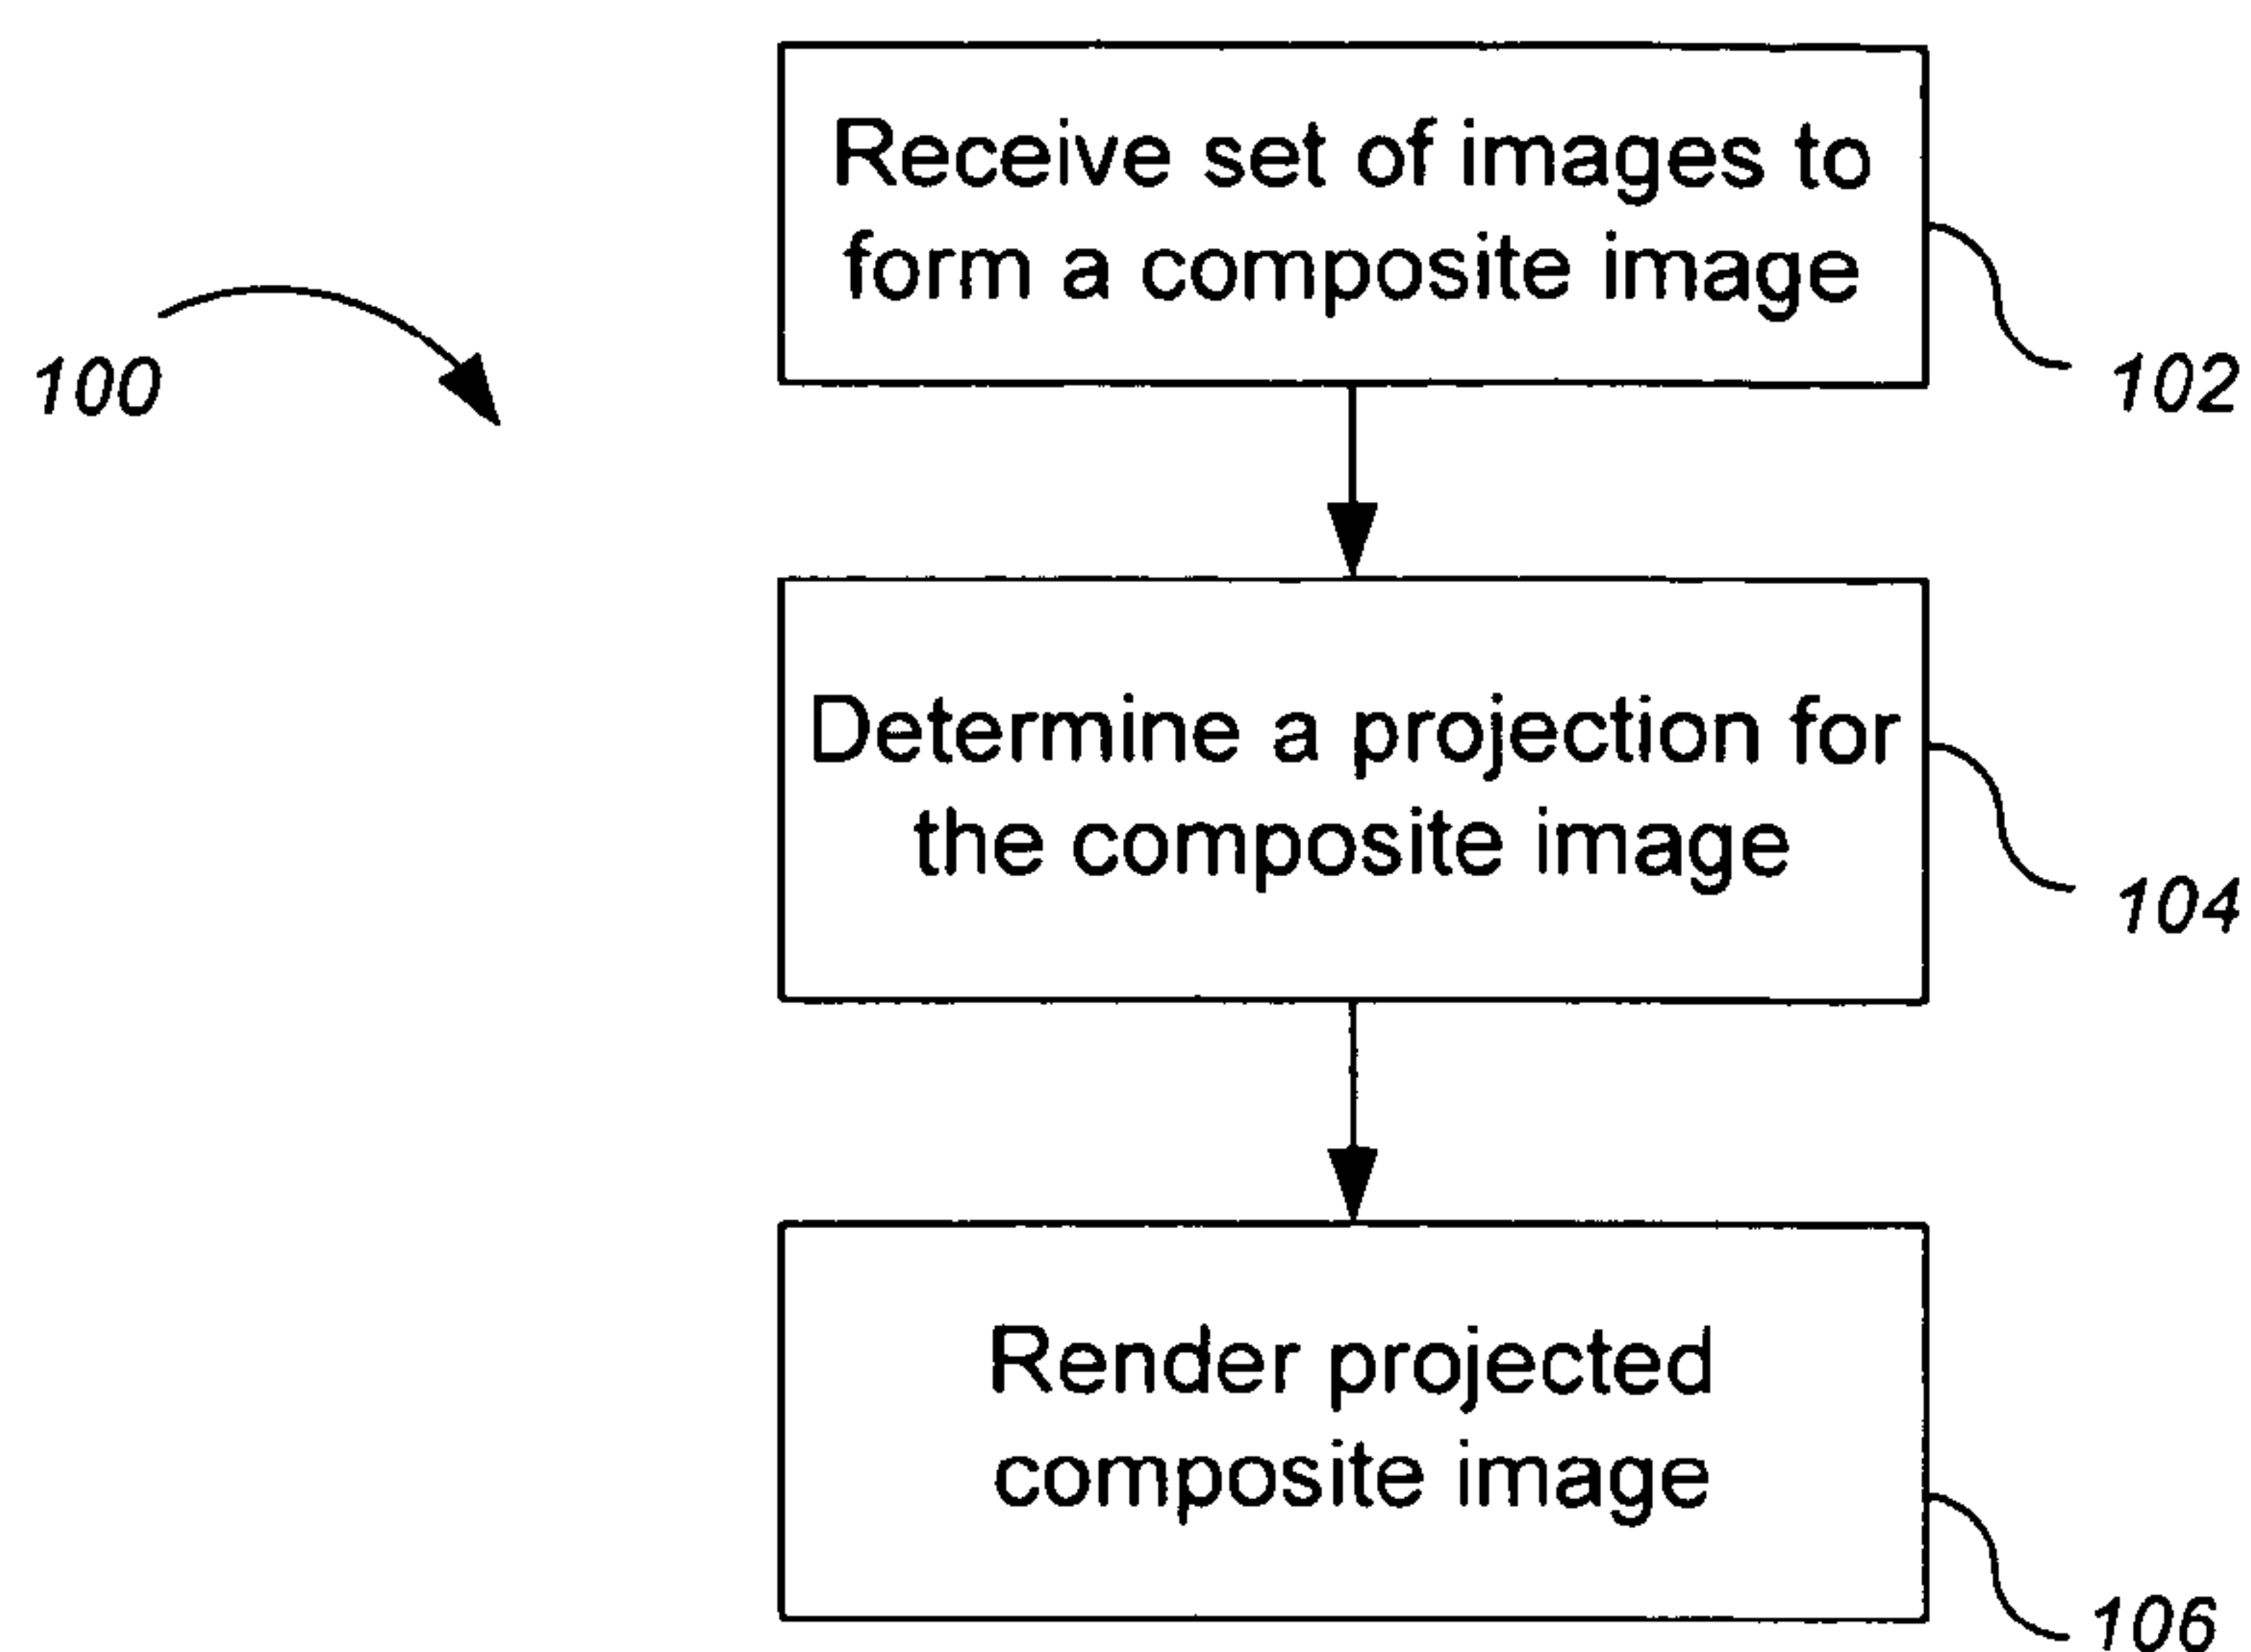 Receive set of images to
form a composite image
100
102
Determine a projection for
the composite image
104
Render projected
composite image
106